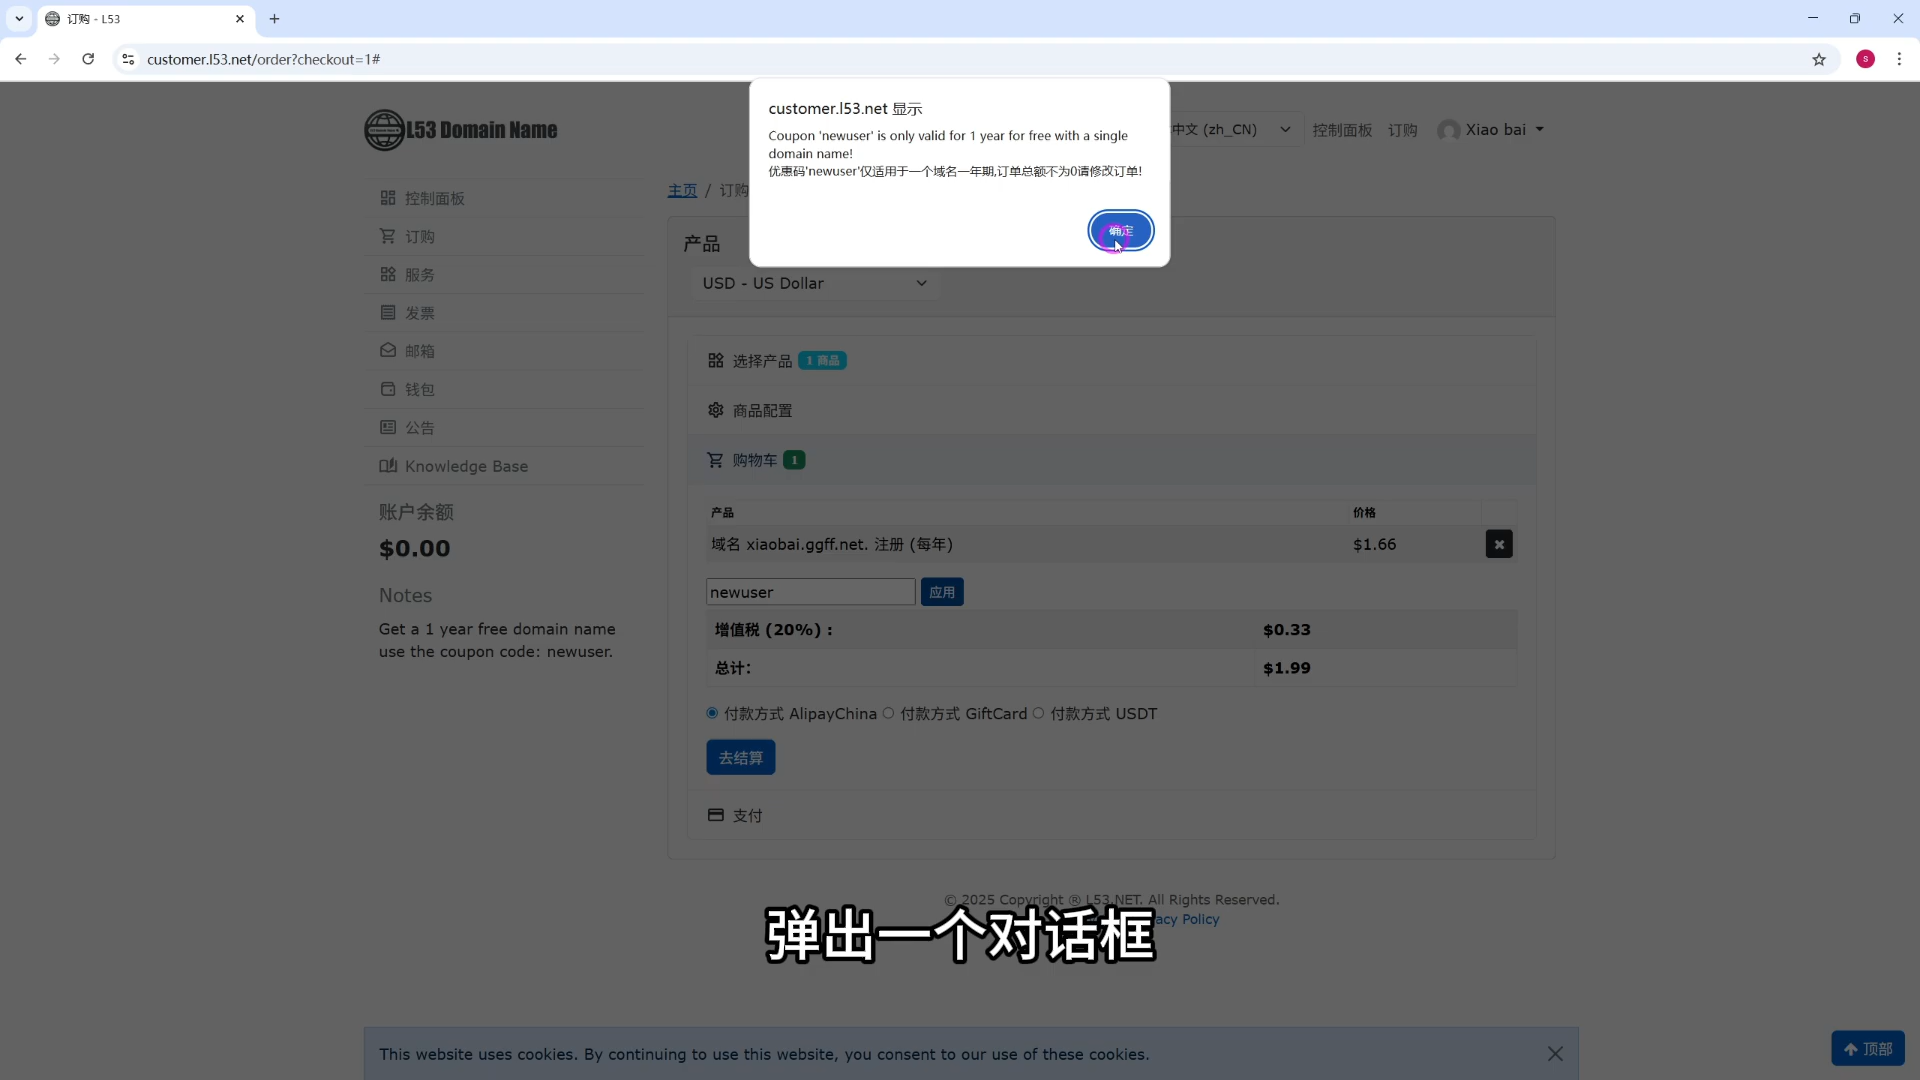 订购 - L53
customer.l53.net/order?checkout=1#
s
L53 Domain Name
中文 (zh_CN)
控制面板
订购
Xiao bai
customer.l53.net 显示
Coupon 'newuser' is only valid for 1 year for free with a single
domain name!
优惠码'newuser'仅适用于一个域名一年期,订单总额不为0请修改订单!
确定
控制面板
订购
服务
发票
邮箱
钱包
公告
Knowledge Base
账户余额
$0.00
Notes
Get a 1 year free domain name
use the coupon code: newuser.
主页 / 订购
产品
USD - US Dollar
选择产品 1 商品
商品配置
购物车 1
产品 价格
域名 xiaobai.ggff.net. 注册 (每年) $1.66
newuser 应用
增值税 (20%) : $0.33
总计: $1.99
付款方式 AlipayChina 付款方式 GiftCard 付款方式 USDT
去结算
支付
© 2025 Copyright ® L53.NET. All Rights Reserved.
acy Policy
弹出一个对话框
This website uses cookies. By continuing to use this website, you consent to our use of these cookies.
顶部